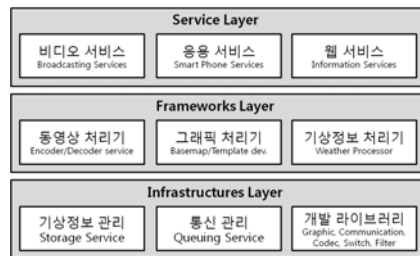 Service Layer
비디오 서비스
Broadcasting Services
응용 서비스
Smart Phone Services
웹 서비스
Information Services
Frameworks Layer
동영상 처리기
Encoder/Decoder service
그래픽 처리기
Basemap/Template dev.
기상정보 처리기
Weather Processor
Infrastructures Layer
기상정보 관리
Storage Service
통신 관리
Queuing Service
개발 라이브러리
Graphic, Communication,
Codec, Switch, Filter